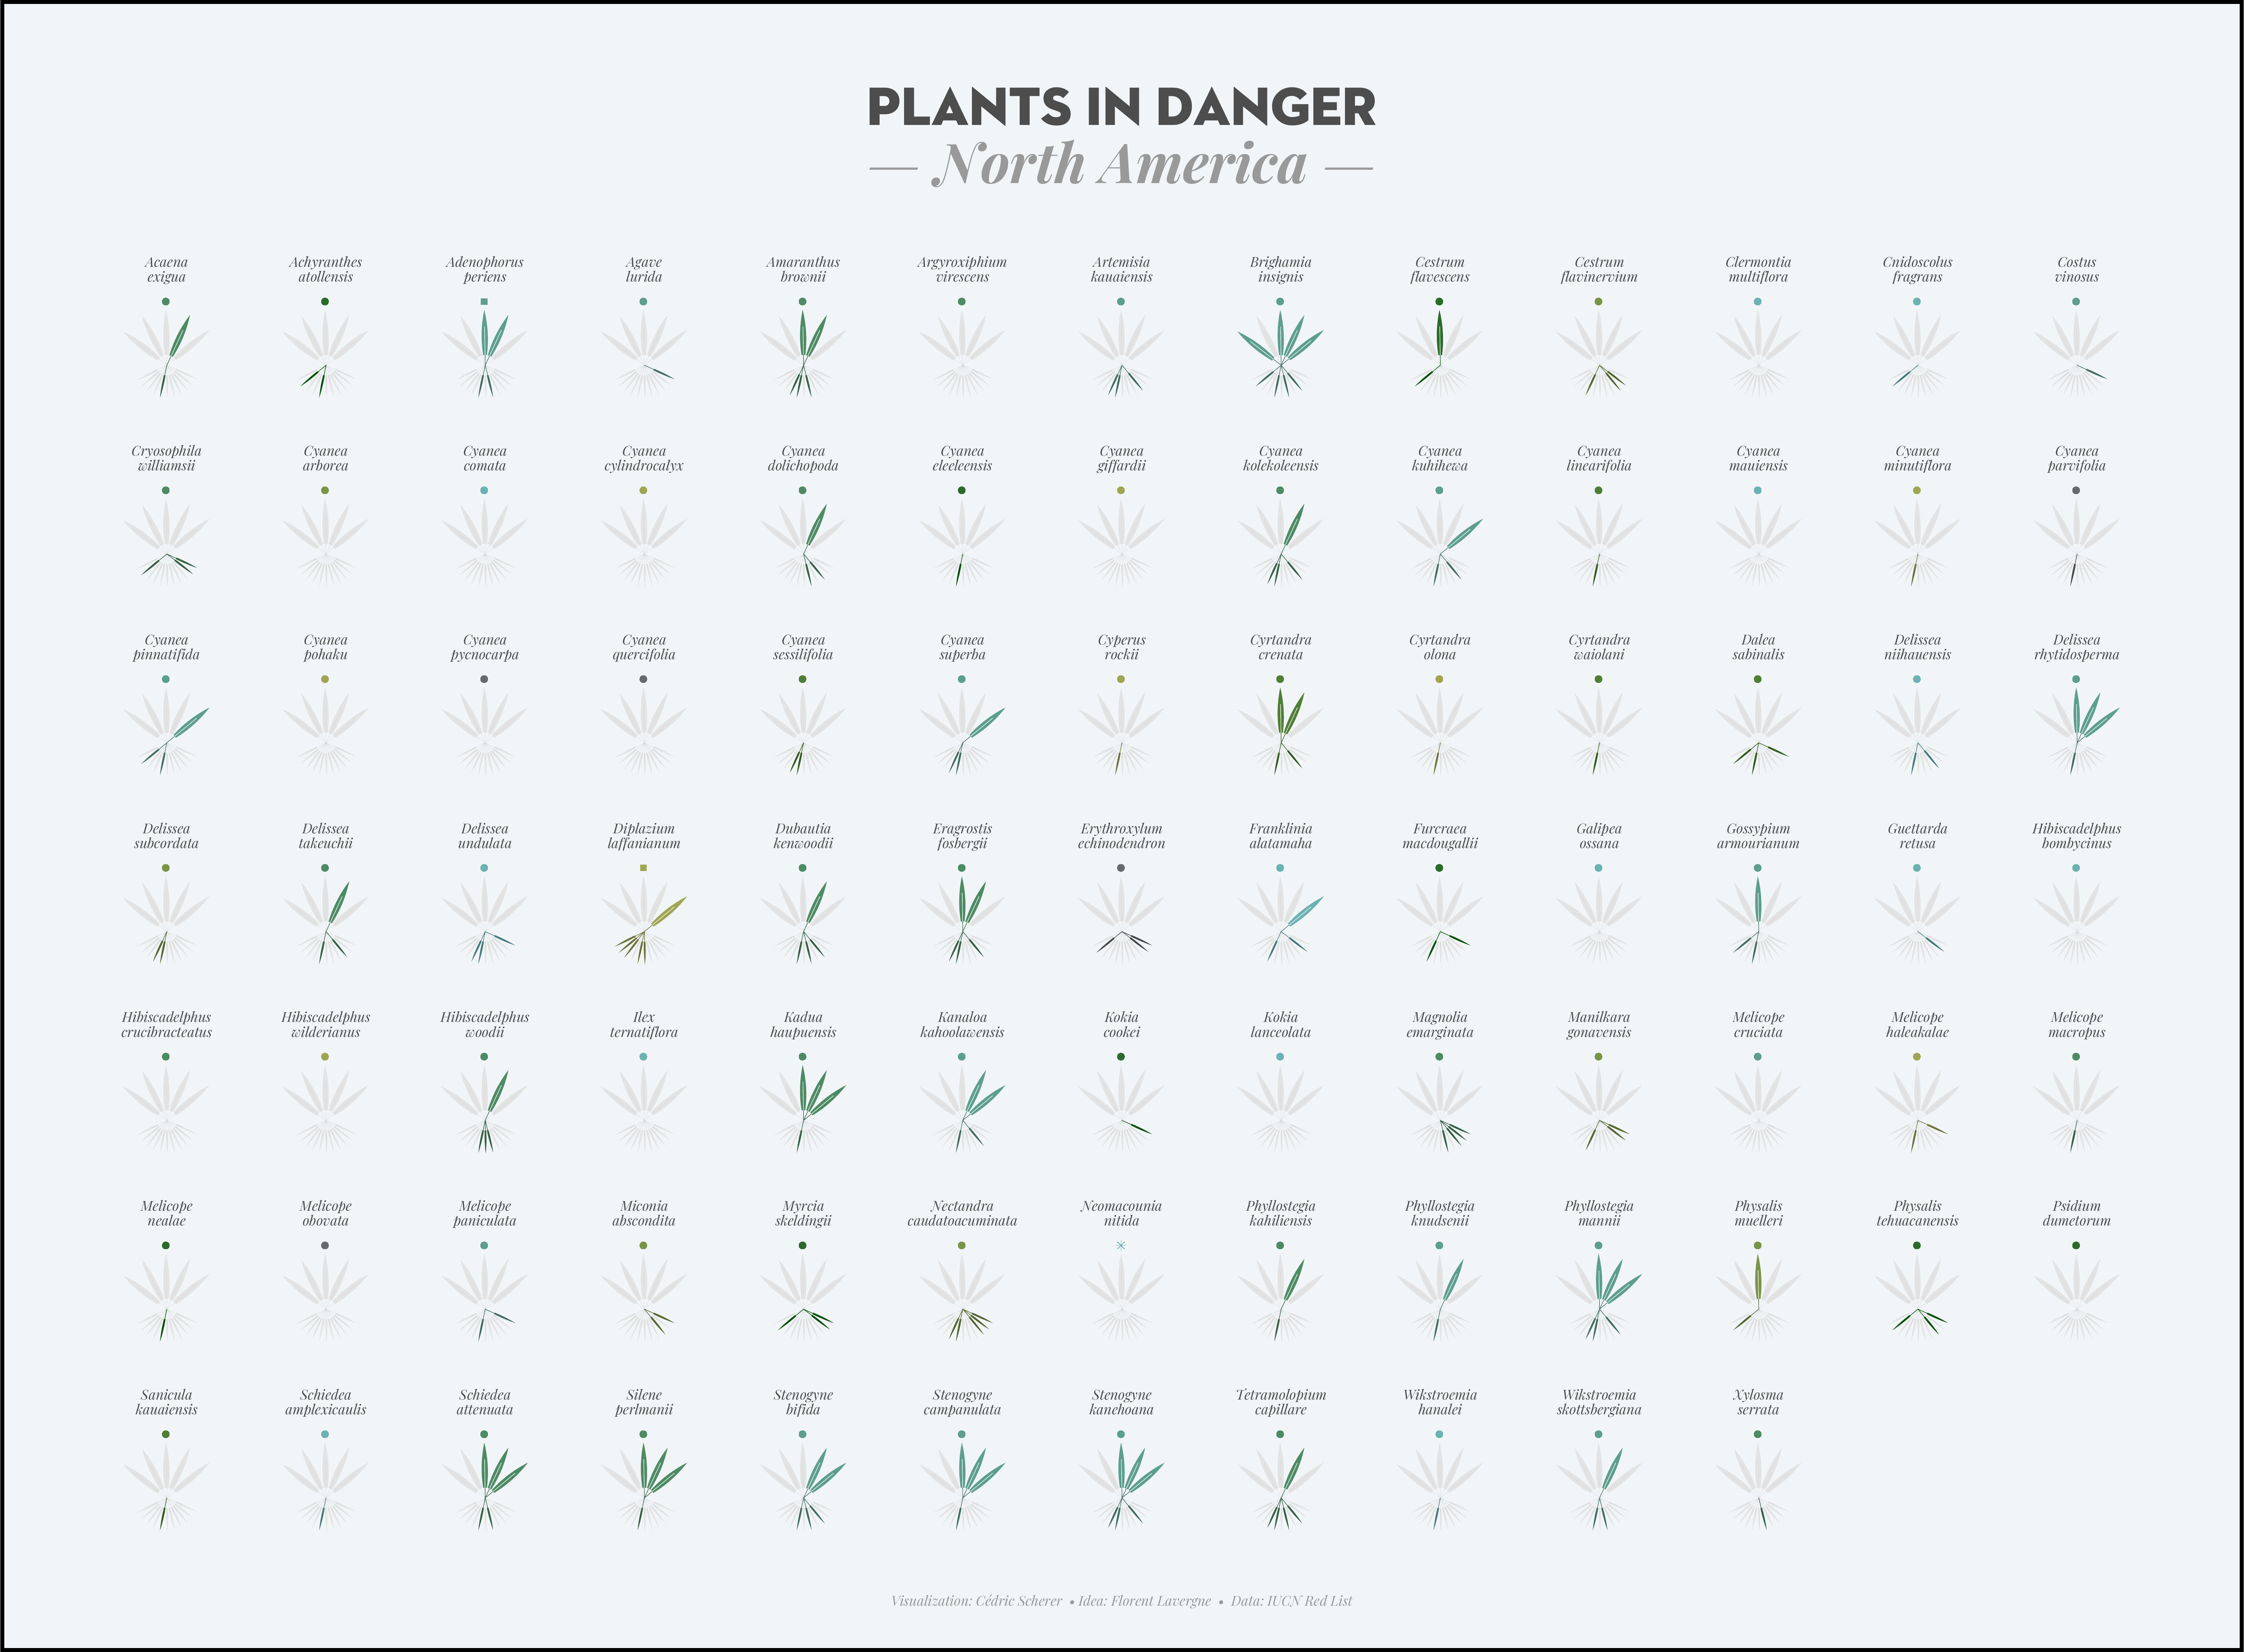 PLANTS IN DANGER
— North America —
Acaena exigua
Achyranthes atollensis
Adenophorus periens
Agave lurida
Amaranthus brownii
Argyroxiphium virescens
Artemisia kauaiensis
Brighamia insignis
Cestrum flavescens
Cestrum flavinervium
Clermontia multiflora
Cnidoscolus fragrans
Costus vinosus
Cryosophila williamsii
Cyanea arborea
Cyanea comata
Cyanea cylindrocalyx
Cyanea dolichopoda
Cyanea eleeleensis
Cyanea giffardii
Cyanea kolekoleensis
Cyanea kuhihewa
Cyanea linearifolia
Cyanea mauiensis
Cyanea minutiflora
Cyanea parvifolia
Cyanea pinnatifida
Cyanea pohaku
Cyanea pycnocarpa
Cyanea quercifolia
Cyanea sessilifolia
Cyanea superba
Cyperus rockii
Cyrtandra crenata
Cyrtandra olona
Cyrtandra waiolani
Dalea sabinalis
Delissea niihauensis
Delissea rhytidosperma
Delissea subcordata
Delissea takeuchii
Delissea undulata
Diplazium laffanianum
Dubautia kenwoodii
Eragrostis fosbergii
Erythroxylum echinodendron
Franklinia alatamaha
Furcraea macdougallii
Galipea ossana
Gossypium armourianum
Guettarda retusa
Hibiscadelphus bombycinus
Hibiscadelphus crucibracteatus
Hibiscadelphus wilderianus
Hibiscadelphus woodii
Ilex ternatiflora
Kadua haupuensis
Kanaloa kahoolawensis
Kokia cookei
Kokia lanceolata
Magnolia emarginata
Manilkara gonavensis
Melicope cruciata
Melicope haleakalae
Melicope macropus
Melicope nealae
Melicope obovata
Melicope paniculata
Miconia abscondita
Myrcia skeldingii
Nectandra caudatoacuminata
Neomacounia nitida
Phyllostegia kahiliensis
Phyllostegia knudsenii
Phyllostegia mannii
Physalis muelleri
Physalis tehuacanensis
Psidium dumetorum
Sanicula kauaiensis
Schiedea amplexicaulis
Schiedea attenuata
Silene perlmanii
Stenogyne bifida
Stenogyne campanulata
Stenogyne kanehoana
Tetramolopium capillare
Wikstroemia hanalei
Wikstroemia skottsbergiana
Xylosma serrata
Visualization: Cédric Scherer • Idea: Florent Lavergne • Data: IUCN Red List